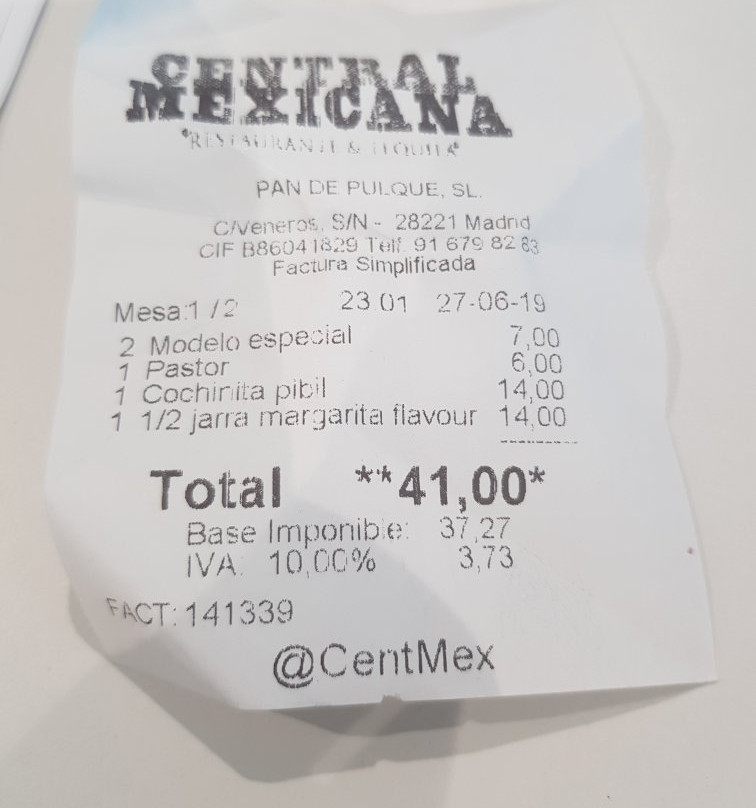 CENTRAL
MEXICANA
RESTAURANTE & TEQUILA
PAN DE PULQUE, SL.
C/Veneros, S/N - 28221 Madrid
CIF B86041829 Telf. 91 679 82 83
Factura Simplificada
Mesa:1 / 2 23:01 27-06-19
2 Modelo especial 7,00
1 Pastor 6,00
1 Cochinita pibil 14,00
1 1/2 jarra margarita flavour 14,00
Total **41,00*
Base Imponible: 37,27
IVA: 10,00% 3,73
FACT: 141339
@CentMex